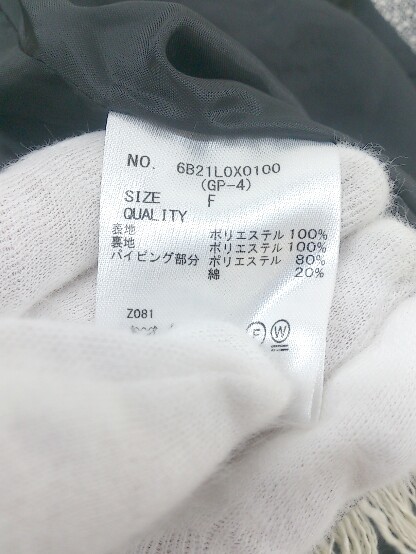 NO. 6B21L0X0100
(GP-4)
SIZE F
QUALITY
表地 ポリエステル 100%
裏地 ポリエステル 100%
パイピング部分 ポリエステル 80%
綿 20%
Z081
F W